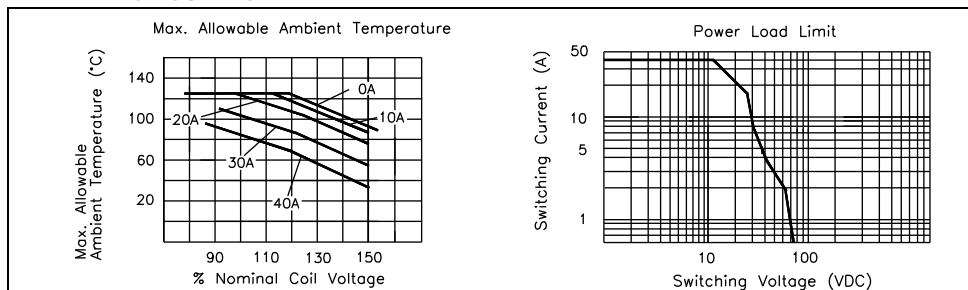 Max. Allowable Ambient Temperature
Max. Allowable
Ambient Temperature (°C)
140
100
60
20
0A
10A
20A
30A
40A
90
110
130
150
% Nominal Coil Voltage
Power Load Limit
Switching Current (A)
50
10
5
1
10
100
Switching Voltage (VDC)